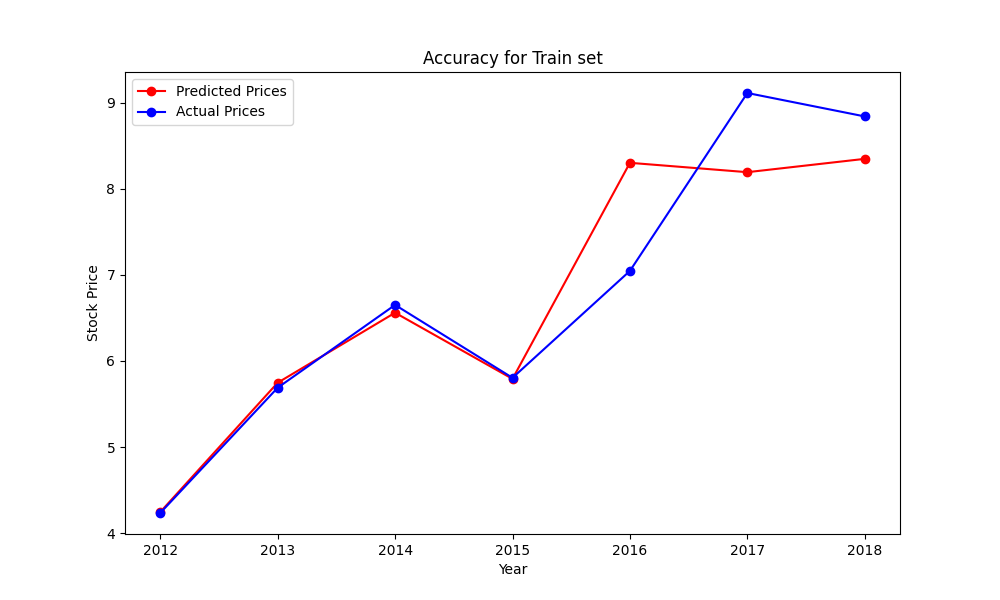 Accuracy for Train set
Predicted Prices
Actual Prices
9
8
7
6
5
4
Stock Price
2012 2013 2014 2015 2016 2017 2018
Year